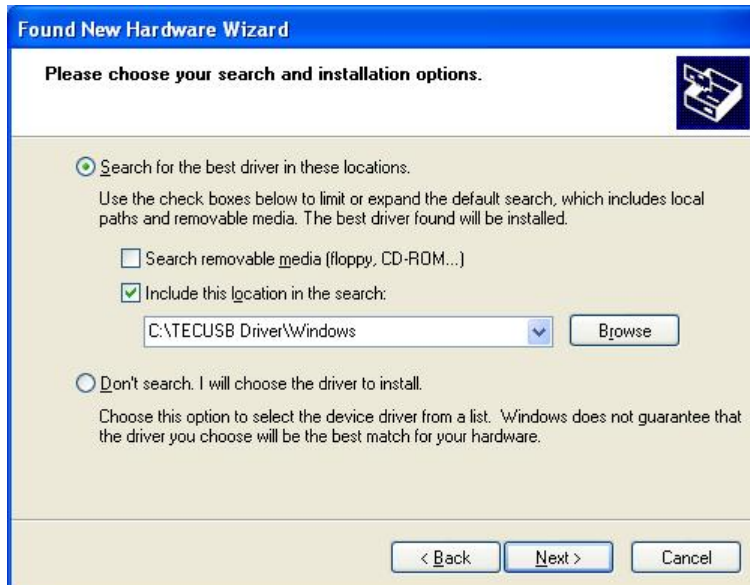 Found New Hardware Wizard
Please choose your search and installation options.
Search for the best driver in these locations.
Use the check boxes below to limit or expand the default search, which includes local
paths and removable media. The best driver found will be installed.
Search removable media (floppy, CD-ROM...)
Include this location in the search:
C:\TECUSB Driver\Windows
Browse
Don't search. I will choose the driver to install.
Choose this option to select the device driver from a list. Windows does not guarantee that
the driver you choose will be the best match for your hardware.
< Back Next > Cancel